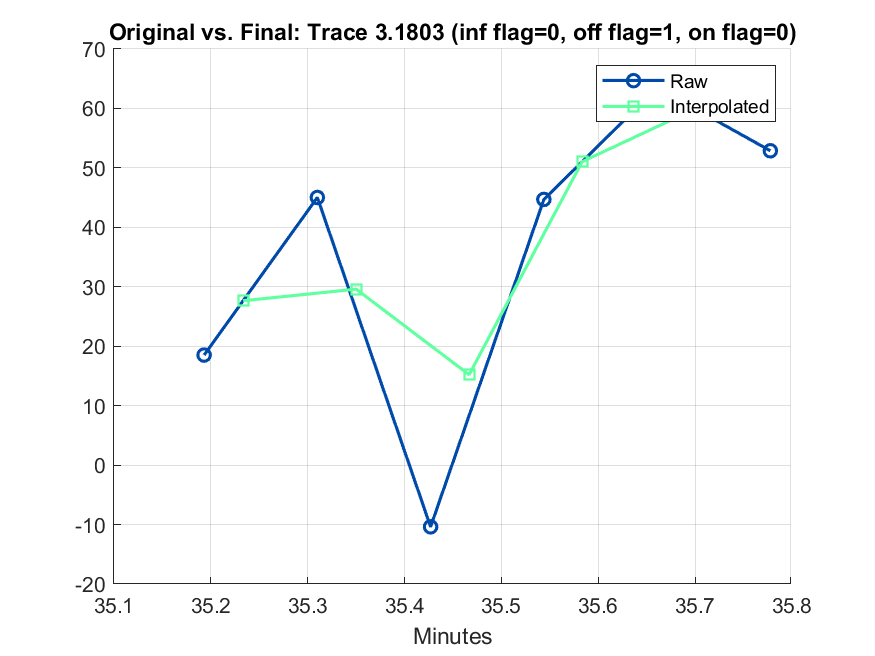 Original vs. Final: Trace 3.1803 (inf flag=0, off flag=1, on flag=0)
70
60
50
40
30
20
10
0
-10
-20
Raw
Interpolated
35.1 35.2 35.3 35.4 35.5 35.6 35.7 35.8
Minutes